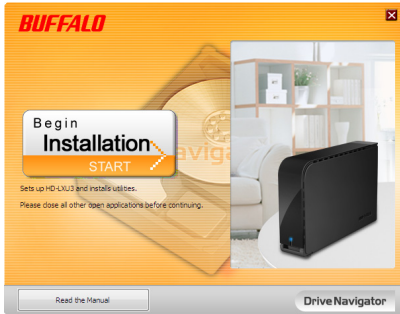 BUFFALO
Begin
Installation
START
Sets up HD-LXU3 and installs utilities.
Please close all other open applications before continuing.
Read the Manual
DriveNavigator